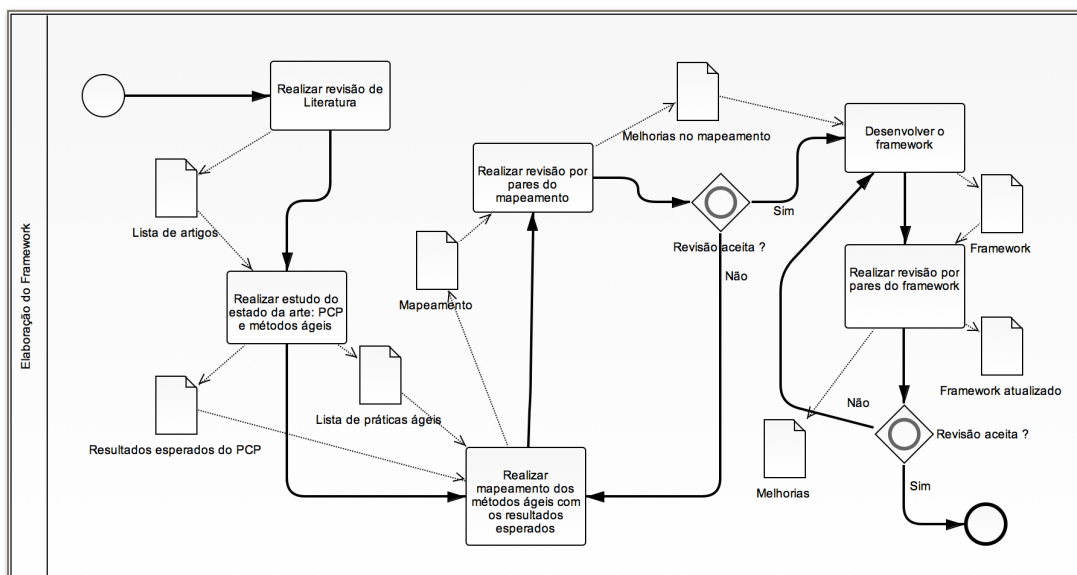 Elaboração do Framework
Realizar revisão de
Literatura
Lista de artigos
Realizar estudo do
estado da arte: PCP
e métodos ágeis
Resultados esperados do PCP
Lista de práticas ágeis
Realizar
mapeamento dos
métodos ágeis com
os resultados
esperados
Mapeamento
Realizar revisão por
pares do
mapeamento
Melhorias no mapeamento
Revisão aceita ?
Sim
Não
Desenvolver o
framework
Framework
Realizar revisão por
pares do framework
Framework atualizado
Melhorias
Não
Revisão aceita ?
Sim